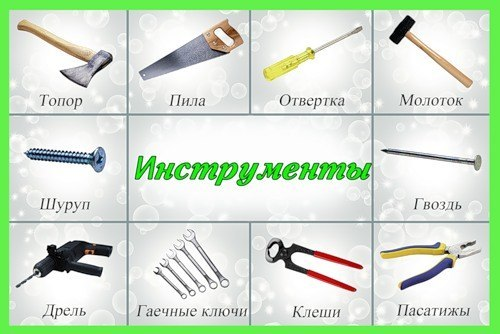 Топор
Пила
Отвертка
Молоток
Шуруп
Инструменты
Гвоздь
Дрель
Гаечные ключи
Клеши
Пасатижы